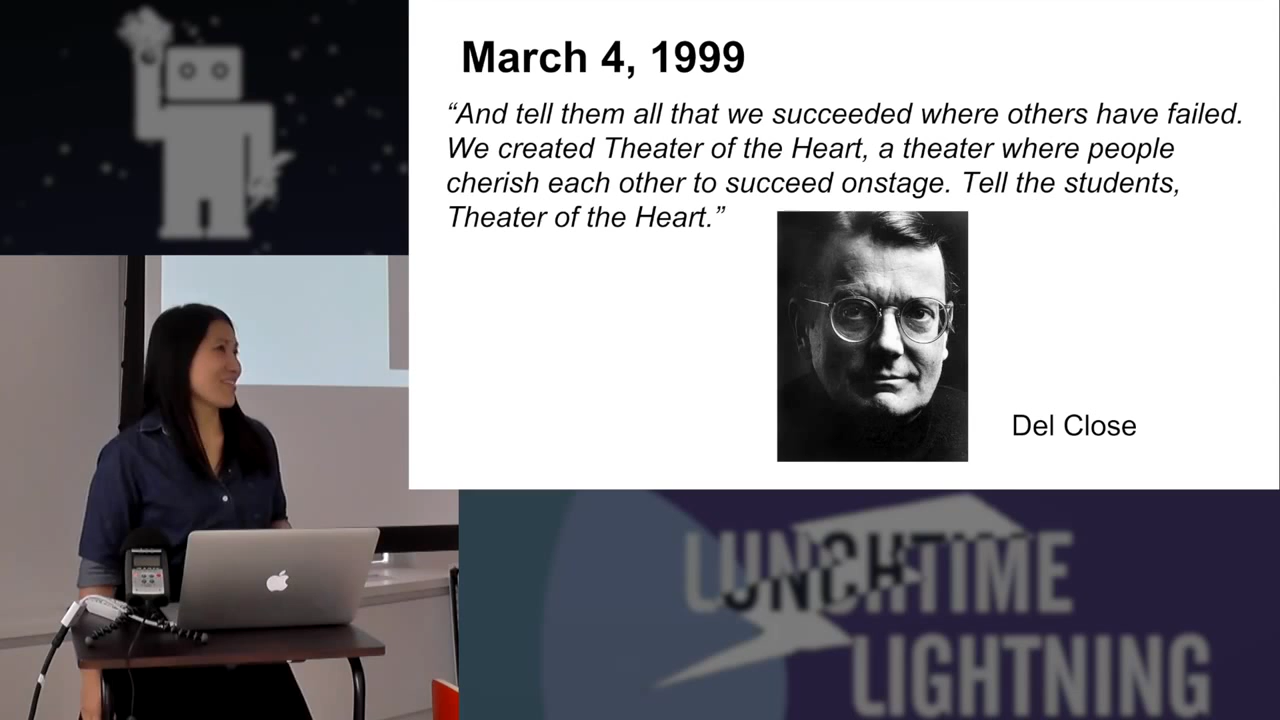 March 4, 1999
“And tell them all that we succeeded where others have failed.
We created Theater of the Heart, a theater where people
cherish each other to succeed onstage. Tell the students,
Theater of the Heart.”
Del Close
LUNCHTIME
LIGHTNING